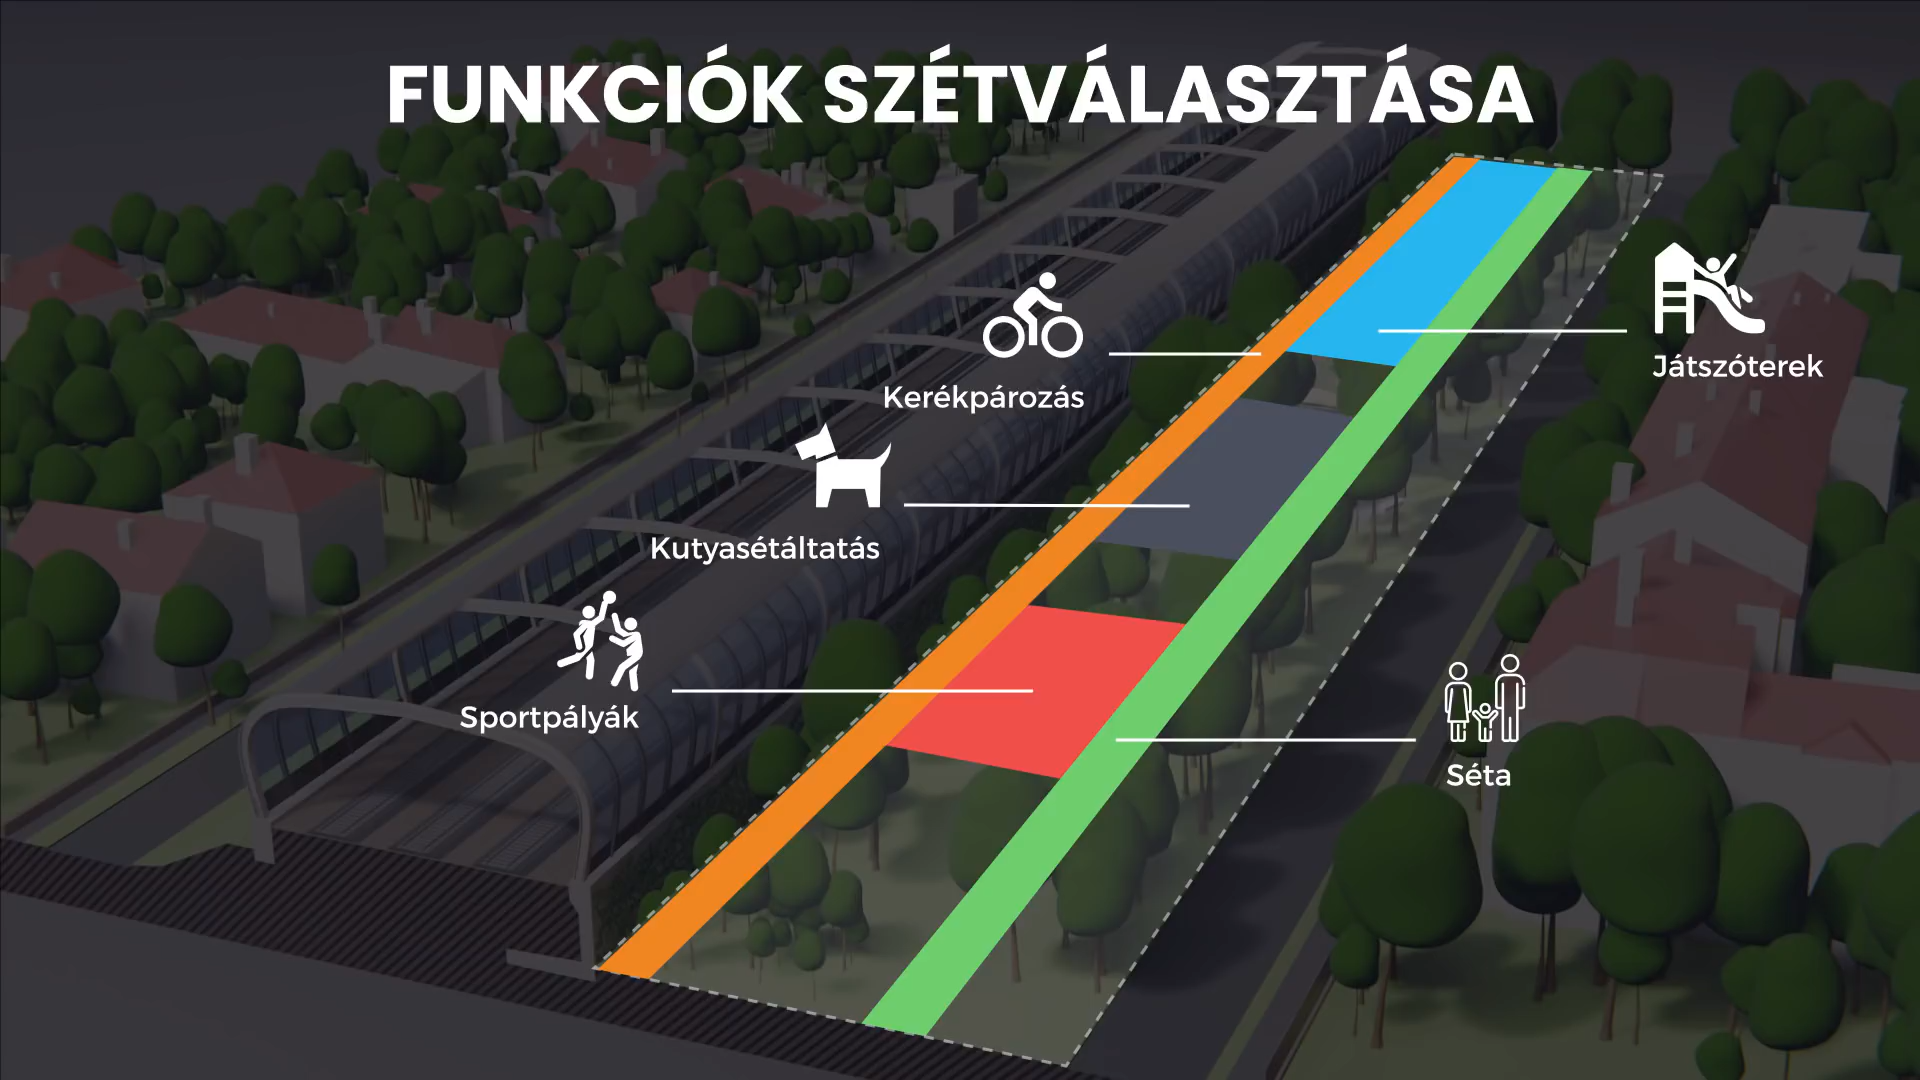 FUNKCIÓK SZÉTVÁLASZTÁSA
Játszóterek
Kerékpározás
Kutyasétáltatás
Sportpályák
Séta